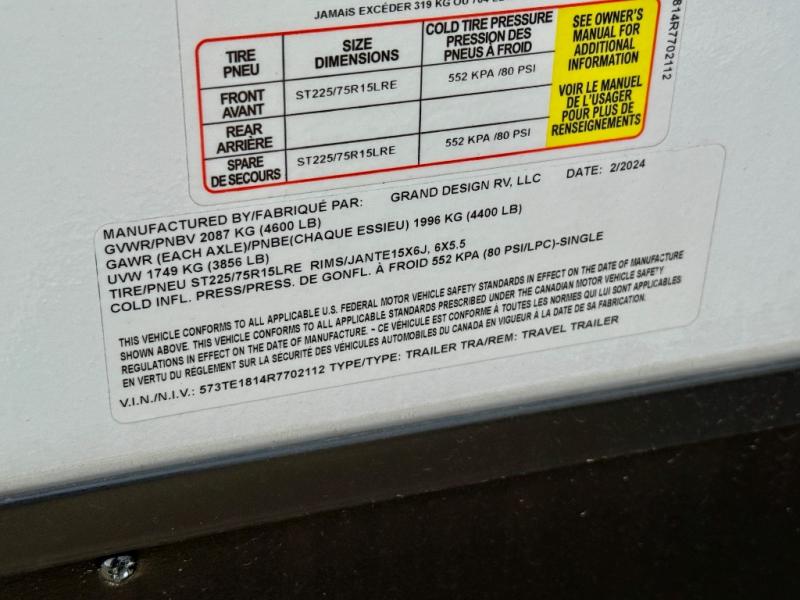 JAMAIS EXCÉDER 319 KG OU 704 LB
TIRE
PNEU
SIZE
DIMENSIONS
COLD TIRE PRESSURE
PRESSION DES
PNEUS À FROID
SEE OWNER'S
MANUAL FOR
ADDITIONAL
INFORMATION
VOIR LE MANUEL
DE L'USAGER
POUR PLUS DE
RENSEIGNEMENTS
FRONT
AVANT
ST225/75R15LRE
552 KPA /80 PSI
REAR
ARRIÈRE
SPARE
DE SECOURS
ST225/75R15LRE
552 KPA /80 PSI
814R7702112
MANUFACTURED BY/FABRIQUÉ PAR: GRAND DESIGN RV, LLC DATE: 2/2024
GVWR/PNBV 2087 KG (4600 LB)
GAWR (EACH AXLE)/PNBE(CHAQUE ESSIEU) 1996 KG (4400 LB)
UVW 1749 KG (3856 LB)
TIRE/PNEU ST225/75R15LRE RIMS/JANTE15X6J, 6X5.5
COLD INFL. PRESS/PRESS. DE GONFL. À FROID 552 KPA (80 PSI/LPC)-SINGLE
THIS VEHICLE CONFORMS TO ALL APPLICABLE U.S. FEDERAL MOTOR VEHICLE SAFETY STANDARDS IN EFFECT ON THE DATE OF MANUFACTURE
SHOWN ABOVE. THIS VEHICLE CONFORMS TO ALL APPLICABLE STANDARDS PRESCRIBED UNDER THE CANADIAN MOTOR VEHICLE SAFETY
REGULATIONS IN EFFECT ON THE DATE OF MANUFACTURE. - CE VÉHICULE EST CONFORME À TOUTES LES NORMES QUI LUI SONT APPLICABLES
EN VERTU DU RÈGLEMENT SUR LA SÉCURITÉ DES VÉHICULES AUTOMOBILES DU CANADA EN VIGUEUR À LA DATE DE SA FABRICATION.
V.I.N./N.I.V.: 573TE1814R7702112 TYPE/TYPE: TRAILER TRA/REM: TRAVEL TRAILER